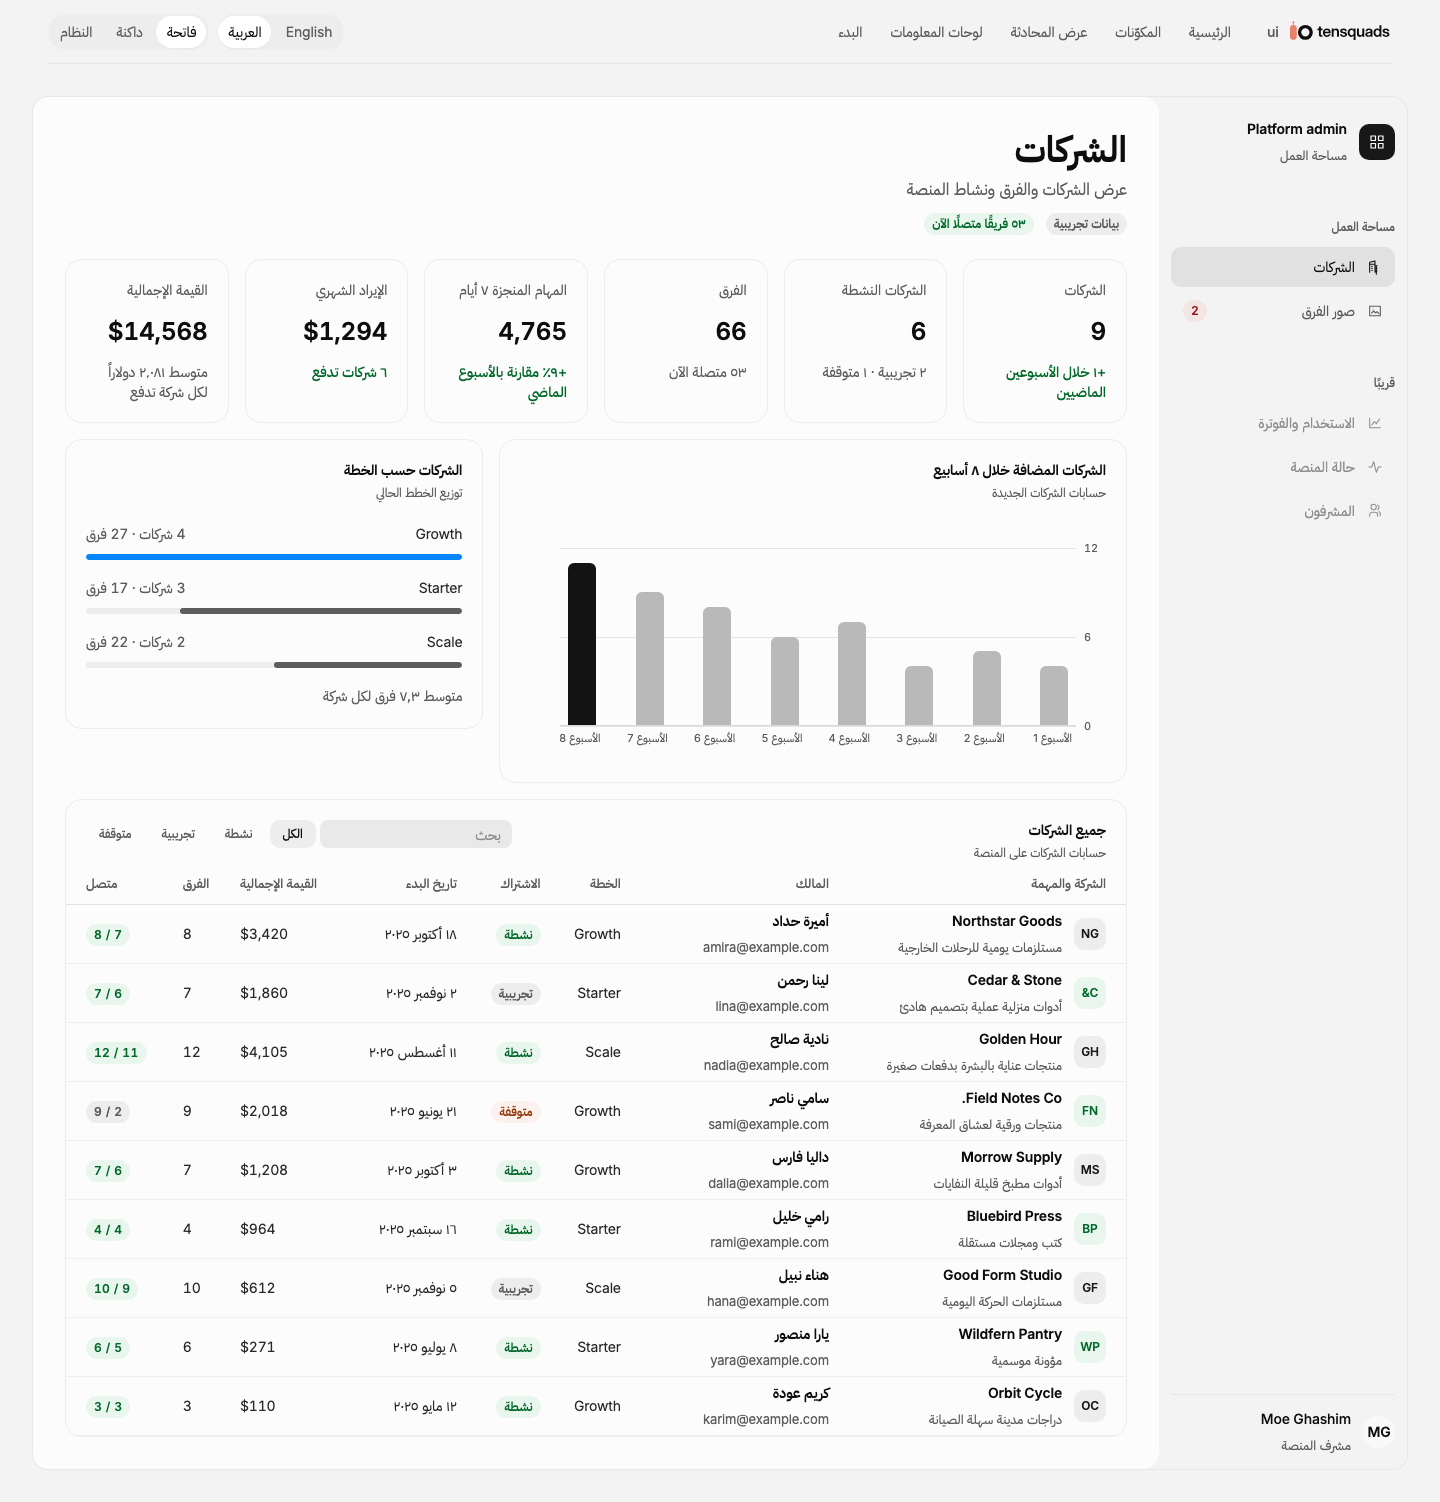 tensquads ui
الرئيسية
المكوّنات
عرض المحادثة
لوحات المعلومات
البدء
English
العربية
فاتحة
داكنة
النظام
Platform admin
مساحة العمل
مساحة العمل
الشركات
صور الفرق 2
قريبًا
الاستخدام والفوترة
حالة المنصة
المشرفون
MG
Moe Ghashim
مشرف المنصة
الشركات
عرض الشركات والفرق ونشاط المنصة
بيانات تجريبية
٥٣ فريقًا متصلًا الآن
الشركات
9
+١ خلال الأسبوعين
الماضيين
الشركات النشطة
6
٢ تجريبية · ١ متوقفة
الفرق
66
٥٣ متصلة الآن
المهام المنجزة ٧ أيام
4,765
+٩٪ مقارنة بالأسبوع
الماضي
الإيراد الشهري
$1,294
٦ شركات تدفع
القيمة الإجمالية
$14,568
متوسط ٢,٠٨١ دولاراً
لكل شركة تدفع
الشركات المضافة خلال ٨ أسابيع
حسابات الشركات الجديدة
12
6
0
الأسبوع 1
الأسبوع 2
الأسبوع 3
الأسبوع 4
الأسبوع 5
الأسبوع 6
الأسبوع 7
الأسبوع 8
الشركات حسب الخطة
توزيع الخطط الحالي
Growth
4 شركات · 27 فرق
Starter
3 شركات · 17 فرق
Scale
2 شركات · 22 فرق
متوسط ٧,٣ فرق لكل شركة
جميع الشركات
حسابات الشركات على المنصة
بحث
الكل
نشطة
تجريبية
متوقفة
الشركة والمهمة
المالك
الخطة
الاشتراك
تاريخ البدء
القيمة الإجمالية
الفرق
متصل
NG
Northstar Goods
مستلزمات يومية للرحلات الخارجية
أميرة حداد
amira@example.com
Growth
نشطة
١٨ أكتوبر ٢٠٢٥
$3,420
8
8 / 7
&C
Cedar & Stone
أدوات منزلية عملية بتصميم هادئ
لينا رحمن
lina@example.com
Starter
تجريبية
٢ نوفمبر ٢٠٢٥
$1,860
7
7 / 6
GH
Golden Hour
منتجات عناية بالبشرة بدفعات صغيرة
نادية صالح
nadia@example.com
Scale
نشطة
١١ أغسطس ٢٠٢٥
$4,105
12
12 / 11
FN
.Field Notes Co
منتجات ورقية لعشاق المعرفة
سامي ناصر
sami@example.com
Growth
متوقفة
٢١ يونيو ٢٠٢٥
$2,018
9
9 / 2
MS
Morrow Supply
أدوات مطبخ قليلة النفايات
داليا فارس
dalia@example.com
Growth
نشطة
٣ أكتوبر ٢٠٢٥
$1,208
7
7 / 6
BP
Bluebird Press
كتب ومجلات مستقلة
رامي خليل
rami@example.com
Starter
نشطة
١٦ سبتمبر ٢٠٢٥
$964
4
4 / 4
GF
Good Form Studio
مستلزمات الحركة اليومية
هناء نبيل
hana@example.com
Scale
تجريبية
٥ نوفمبر ٢٠٢٥
$612
10
10 / 9
WP
Wildfern Pantry
مؤونة موسمية
يارا منصور
yara@example.com
Starter
نشطة
٨ يوليو ٢٠٢٥
$271
6
6 / 5
OC
Orbit Cycle
دراجات مدينة سهلة الصيانة
كريم عودة
karim@example.com
Growth
نشطة
١٢ مايو ٢٠٢٥
$110
3
3 / 3